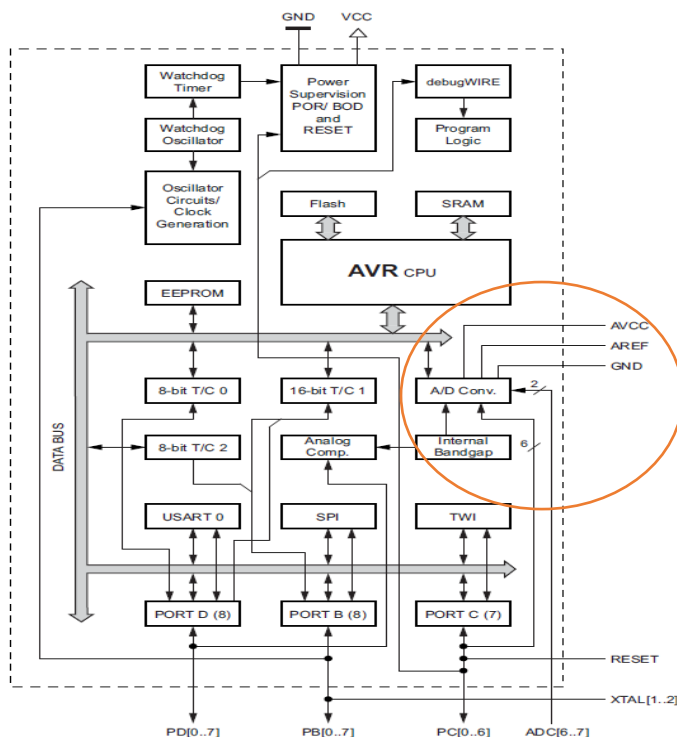 GND VCC
Watchdog
Timer
Power
Supervision
POR/ BOD
and
RESET
debugWIRE
Watchdog
Oscillator
Program
Logic
Oscillator
Circuits/
Clock
Generation
Flash
SRAM
AVR CPU
EEPROM
AVCC
AREF
GND
8-bit T/C 0
16-bit T/C 1
A/D Conv.
2
DATA BUS
8-bit T/C 2
Analog
Comp.
Internal
Bandgap
6
USART 0
SPI
TWI
PORT D (8)
PORT B (8)
PORT C (7)
RESET
XTAL[1..2]
PD[0..7]
PB[0..7]
PC[0..6]
ADC[6..7]